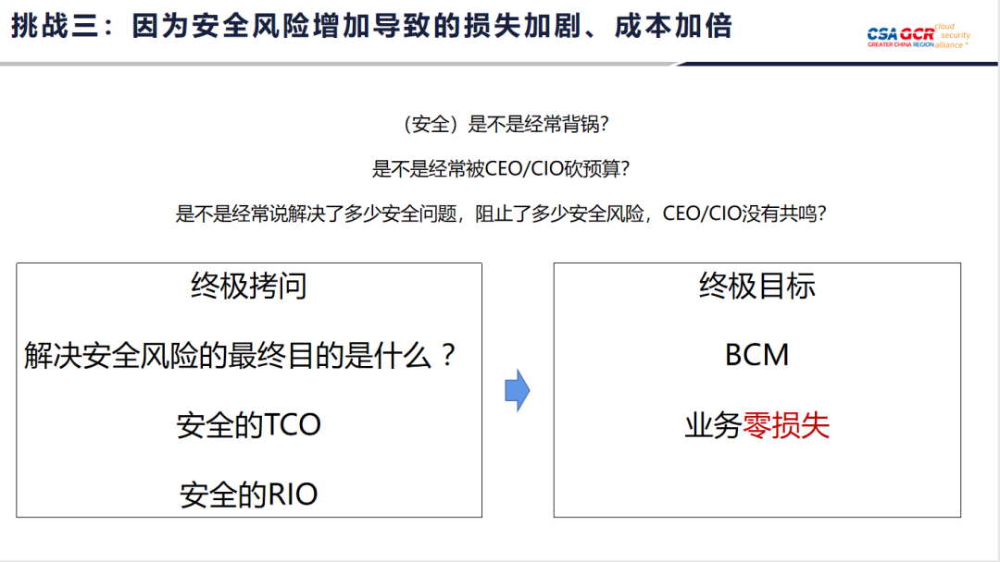 挑战三：因为安全风险增加导致的损失加剧、成本加倍
CSA GCR cloud security alliance ®
GREATER CHINA REGION
（安全）是不是经常背锅？
是不是经常被CEO/CIO砍预算？
是不是经常说解决了多少安全问题，阻止了多少安全风险，CEO/CIO没有共鸣？
终极拷问
解决安全风险的最终目的是什么？
安全的TCO
安全的RIO
终极目标
BCM
业务零损失